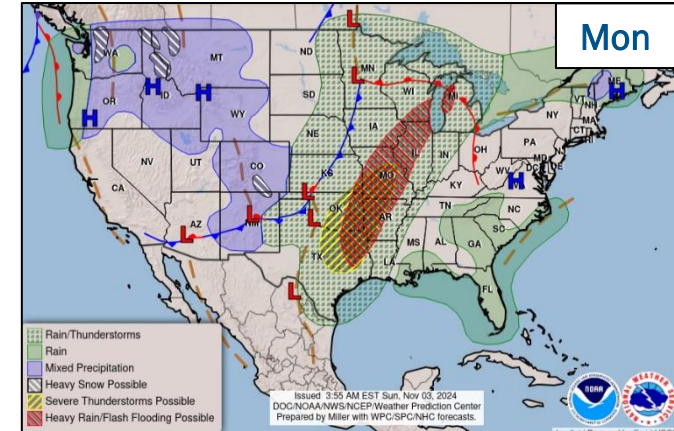 Mon
L
ND
MN
WA
MT
L
ME
H
VT
NH
OR
H
ID
H
SD
WI
MI
H
WY
NY
MA
CT
RI
NE
IA
PA
NV
UT
IL
IN
OH
MD
DE
DC
CO
KS
MO
WV
H
CA
L
KY
L
OK
TN
NC
AZ
L
NM
L
AR
SC
MS
AL
GA
TX
LA
L
FL
Rain/Thunderstorms
Rain
Mixed Precipitation
Heavy Snow Possible
Severe Thunderstorms Possible
Heavy Rain/Flash Flooding Possible
Issued 3:55 AM EST Sun, Nov 03, 2024
DOC/NOAA/NWS/NCEP/Weather Prediction Center
Prepared by Miller with WPC/SPC/NHC forecasts.
NOAA